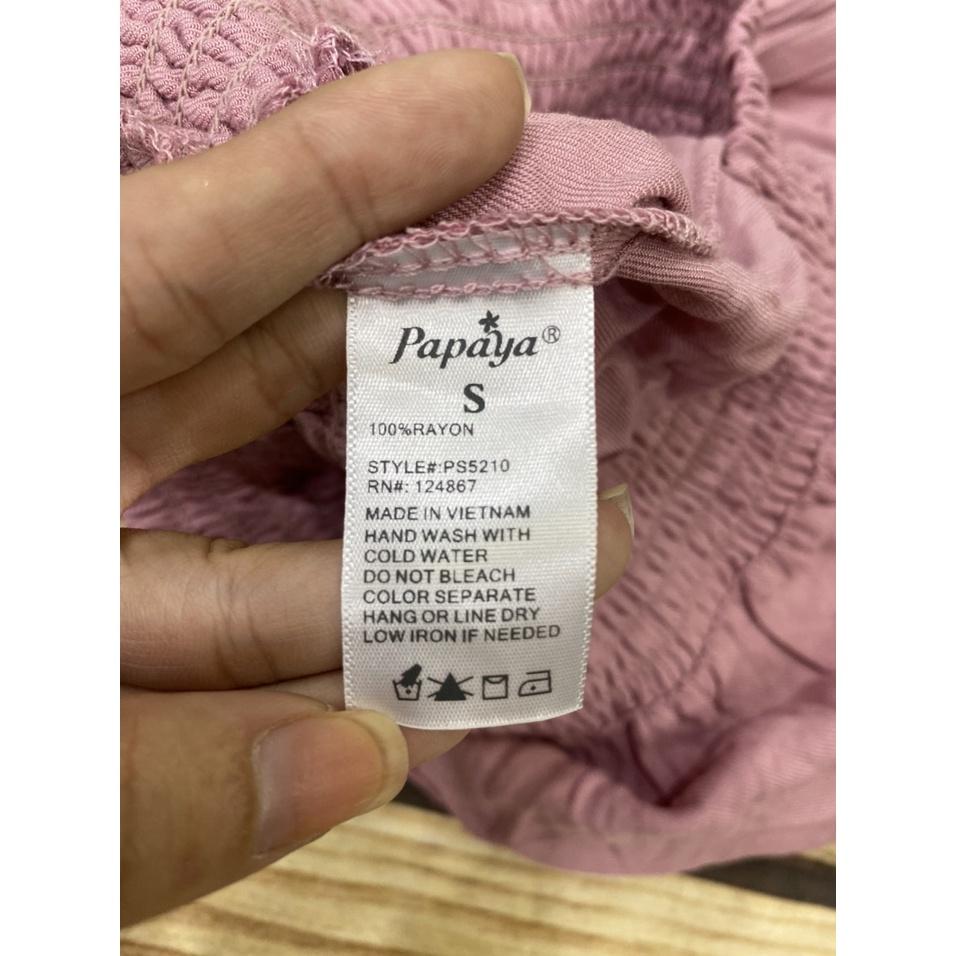 Papaya®
S
100%RAYON
STYLE#:PS5210
RN#: 124867
MADE IN VIETNAM
HAND WASH WITH
COLD WATER
DO NOT BLEACH
COLOR SEPARATE
HANG OR LINE DRY
LOW IRON IF NEEDED